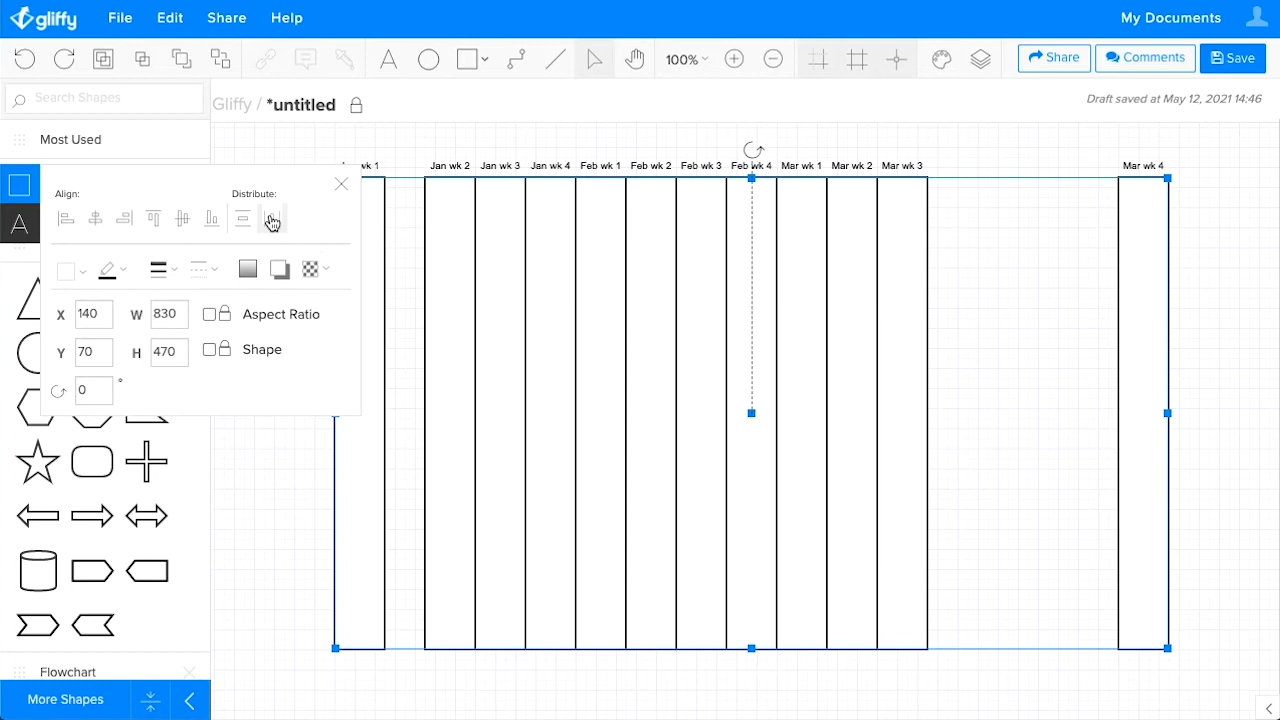 gliffy File Edit Share Help My Documents
100% Share Comments Save
Search Shapes Gliffy / *untitled Draft saved at May 12, 2021 14:46
Most Used
wk 1 Jan wk 2 Jan wk 3 Jan wk 4 Feb wk 1 Feb wk 2 Feb wk 3 Feb wk 4 Mar wk 1 Mar wk 2 Mar wk 3 Mar wk 4
Align: Distribute:
A
X 140 W 830 Aspect Ratio
Y 70 H 470 Shape
0 °
Flowchart
More Shapes